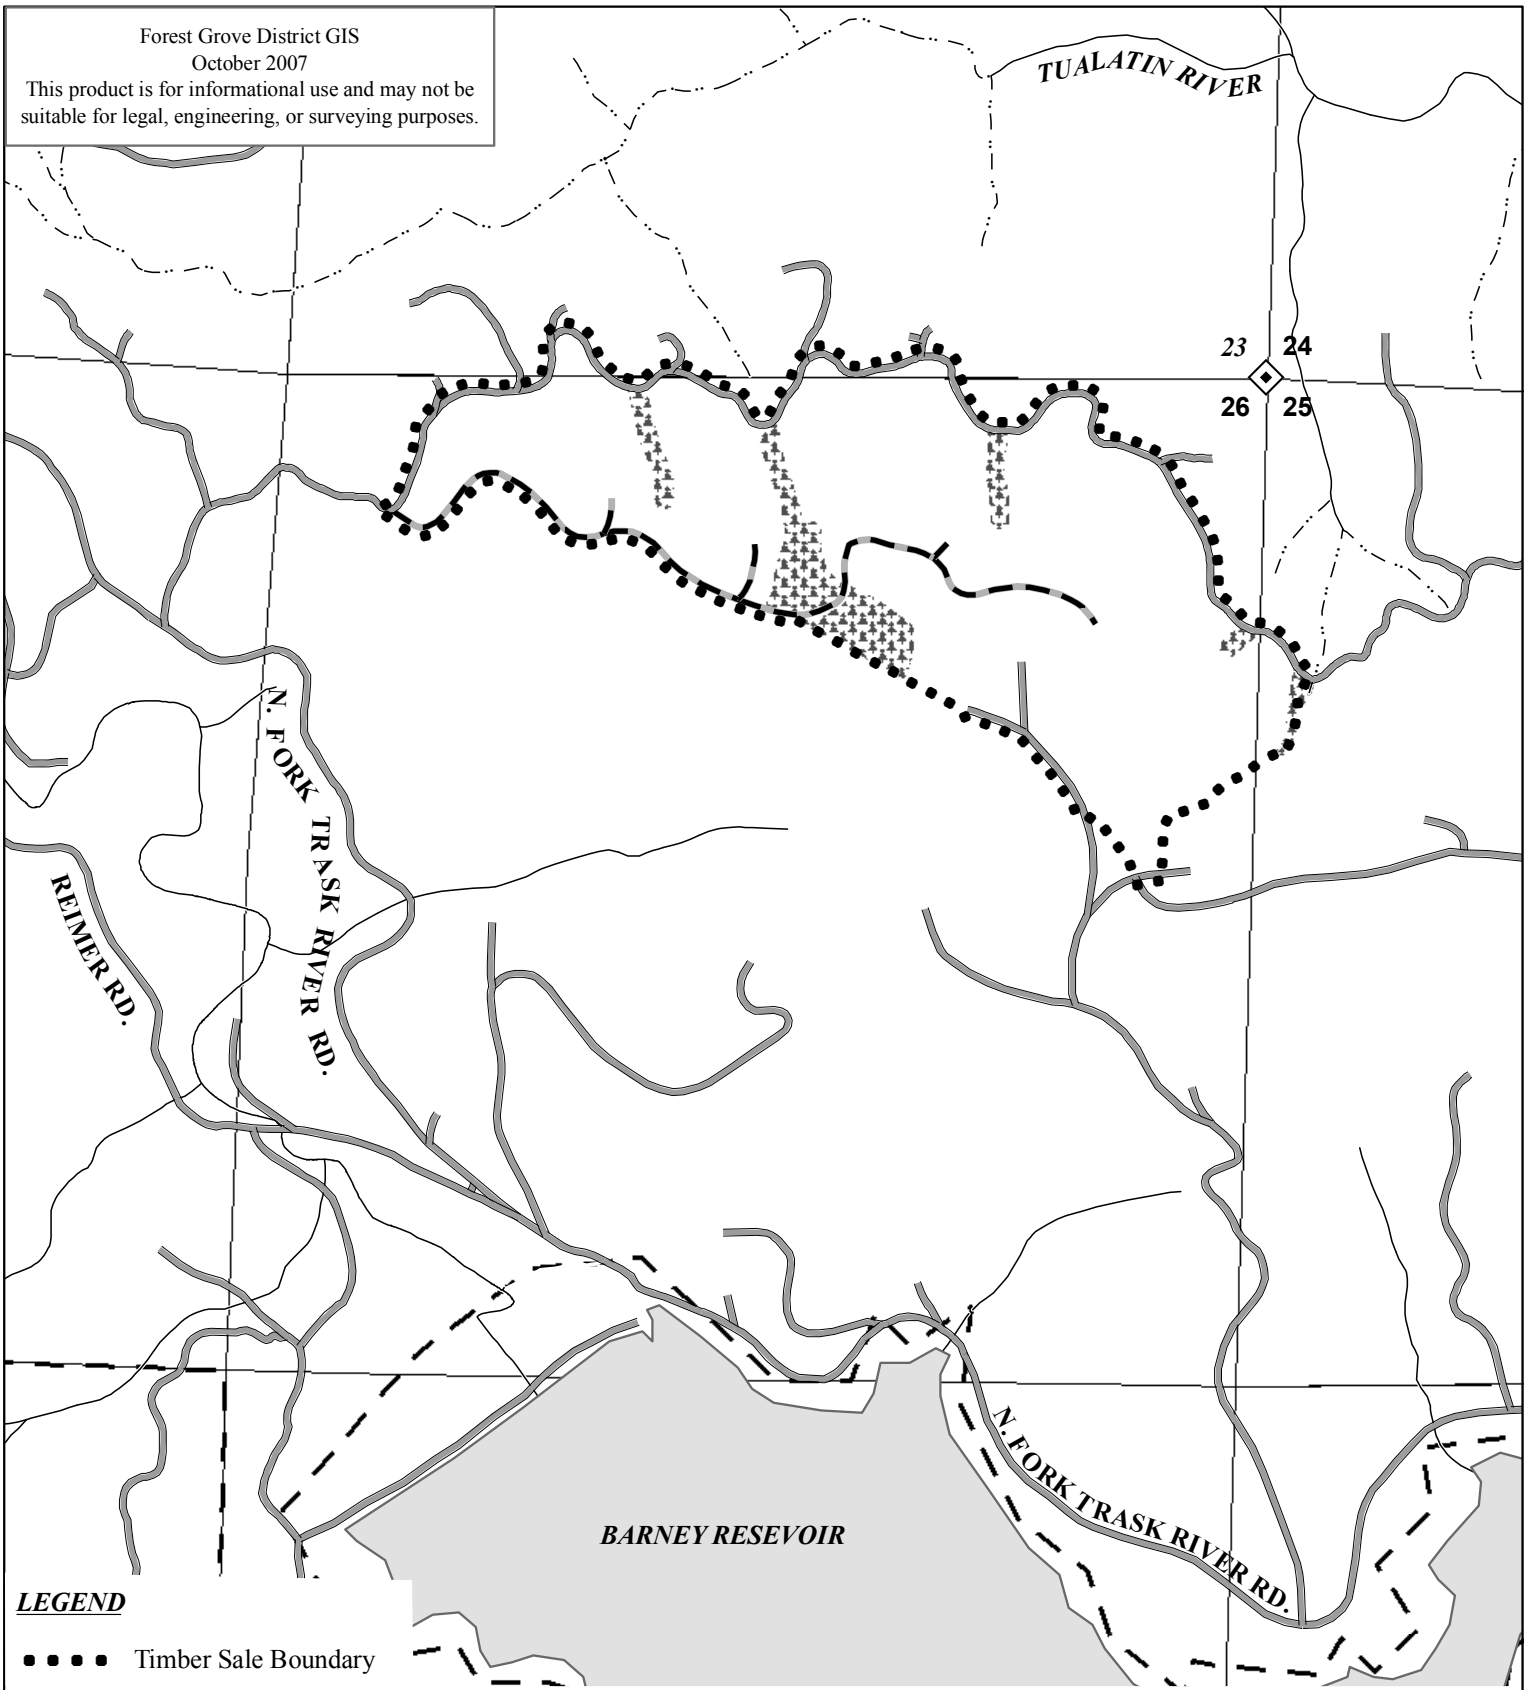 Forest Grove District GIS
October 2007
This product is for informational use and may not be
suitable for legal, engineering, or surveying purposes.
TUALATIN RIVER
23
24
26
25
N. FORK TRASK RIVER RD.
REIMER RD.
N. FORK TRASK RIVER RD.
BARNEY RESEVOIR
LEGEND
Timber Sale Boundary